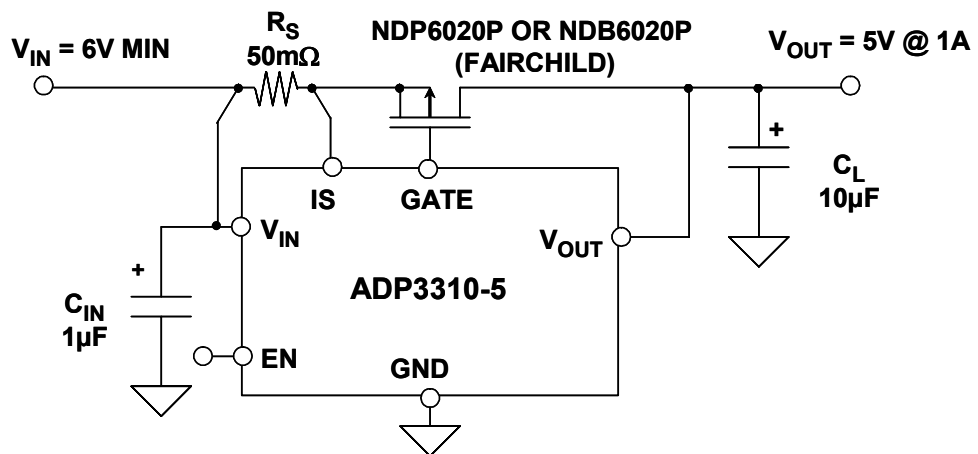 R_S
50mΩ
NDP6020P OR NDB6020P
(FAIRCHILD)
V_IN = 6V MIN
V_OUT = 5V @ 1A
IS
GATE
+
C_L
10µF
V_IN
V_OUT
+
C_IN
1µF
ADP3310-5
EN
GND